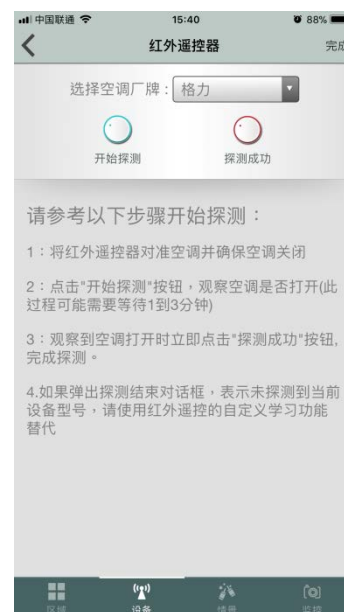 中国联通 15:40 88%
红外遥控器 完成
选择空调厂牌： 格力
开始探测 探测成功
请参考以下步骤开始探测：
1：将红外遥控器对准空调并确保空调关闭
2：点击"开始探测"按钮，观察空调是否打开(此
过程可能需要等待1到3分钟)
3：观察到空调打开时立即点击"探测成功"按钮,
完成探测。
4.如果弹出探测结束对话框，表示未探测到当前
设备型号，请使用红外遥控的自定义学习功能
替代
区域 设备 情景 监控